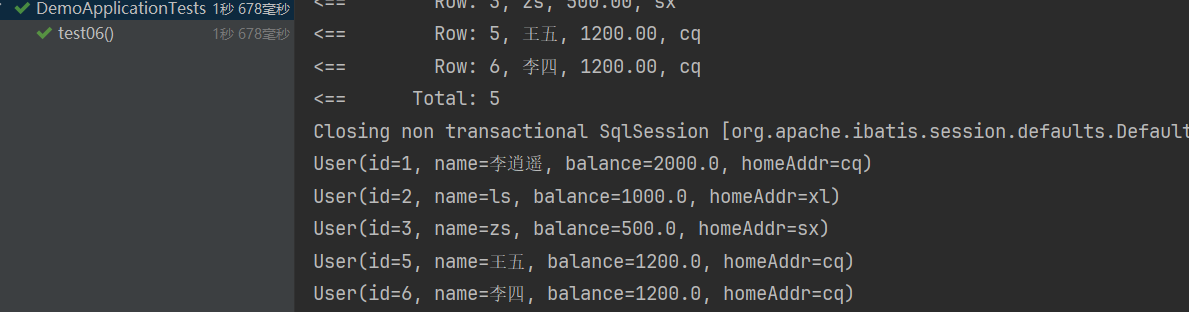 DemoApplicationTests 1秒 678毫秒
test06() 1秒 678毫秒
<== Row: 3, zs, 500.00, sx
<== Row: 5, 王五, 1200.00, cq
<== Row: 6, 李四, 1200.00, cq
<== Total: 5
Closing non transactional SqlSession [org.apache.ibatis.session.defaults.Default
User(id=1, name=李逍遥, balance=2000.0, homeAddr=cq)
User(id=2, name=ls, balance=1000.0, homeAddr=xl)
User(id=3, name=zs, balance=500.0, homeAddr=sx)
User(id=5, name=王五, balance=1200.0, homeAddr=cq)
User(id=6, name=李四, balance=1200.0, homeAddr=cq)